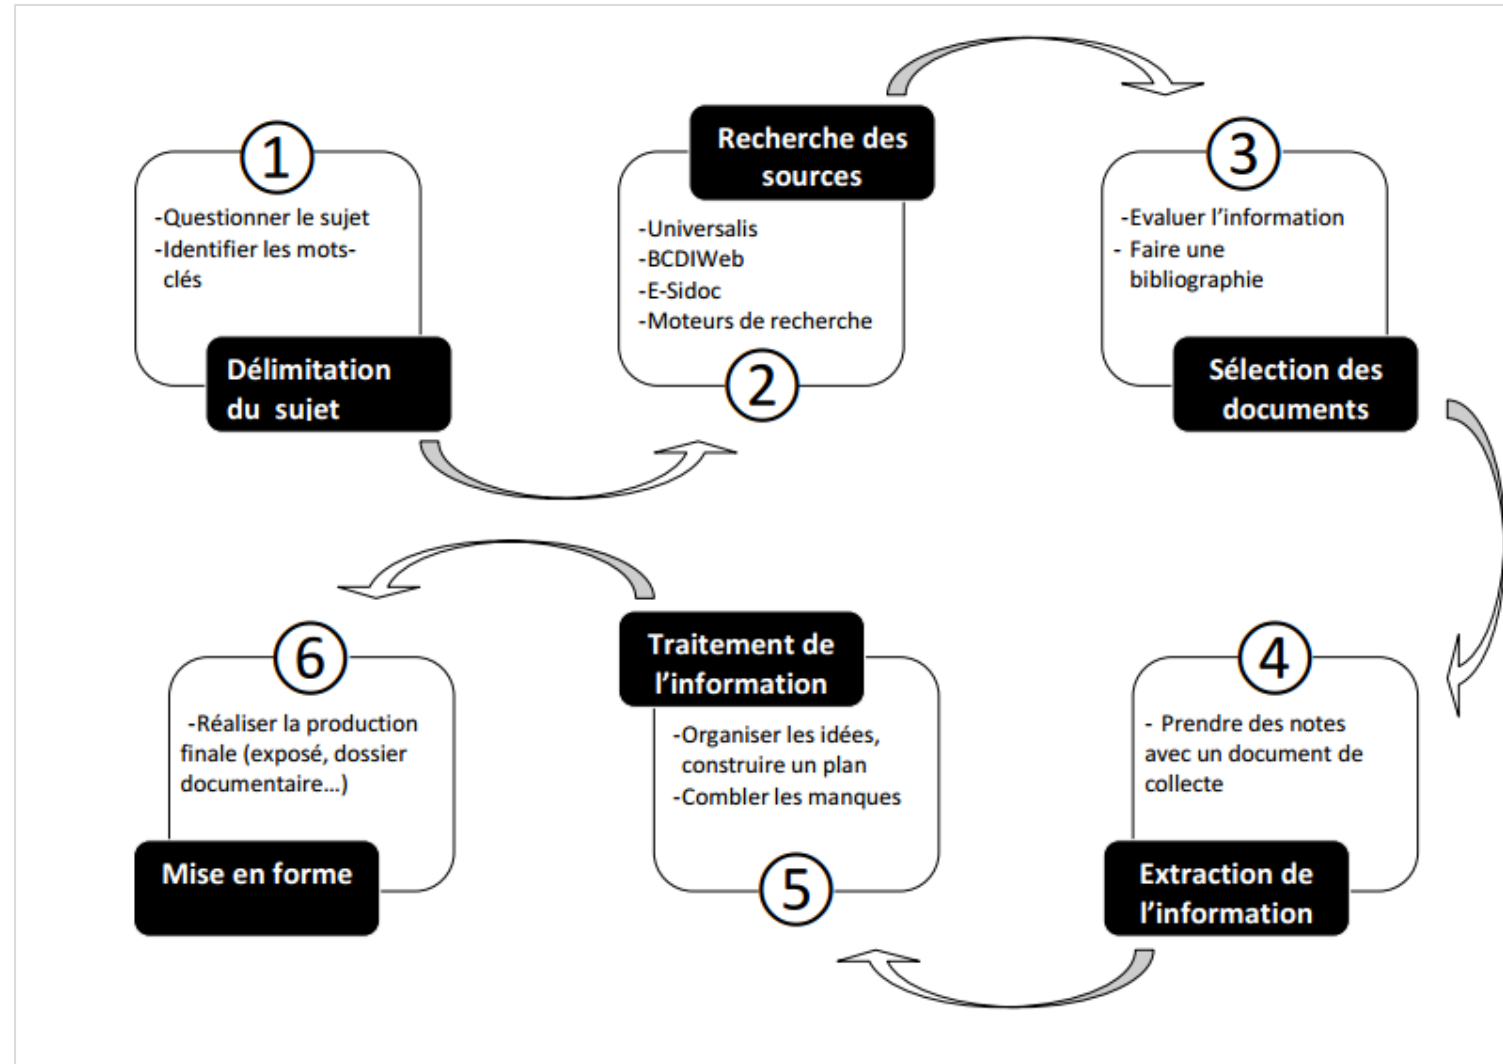 1
-Questionner le sujet
-Identifier les mots-
clés
Délimitation
du sujet
Recherche des
sources
-Universalis
-BCDIWeb
-E-Sidoc
-Moteurs de recherche
2
3
-Evaluer l’information
- Faire une
bibliographie
Sélection des
documents
4
- Prendre des notes
avec un document de
collecte
Extraction de
l’information
Traitement de
l’information
-Organiser les idées,
construire un plan
-Combler les manques
5
6
-Réaliser la production
finale (exposé, dossier
documentaire…)
Mise en forme